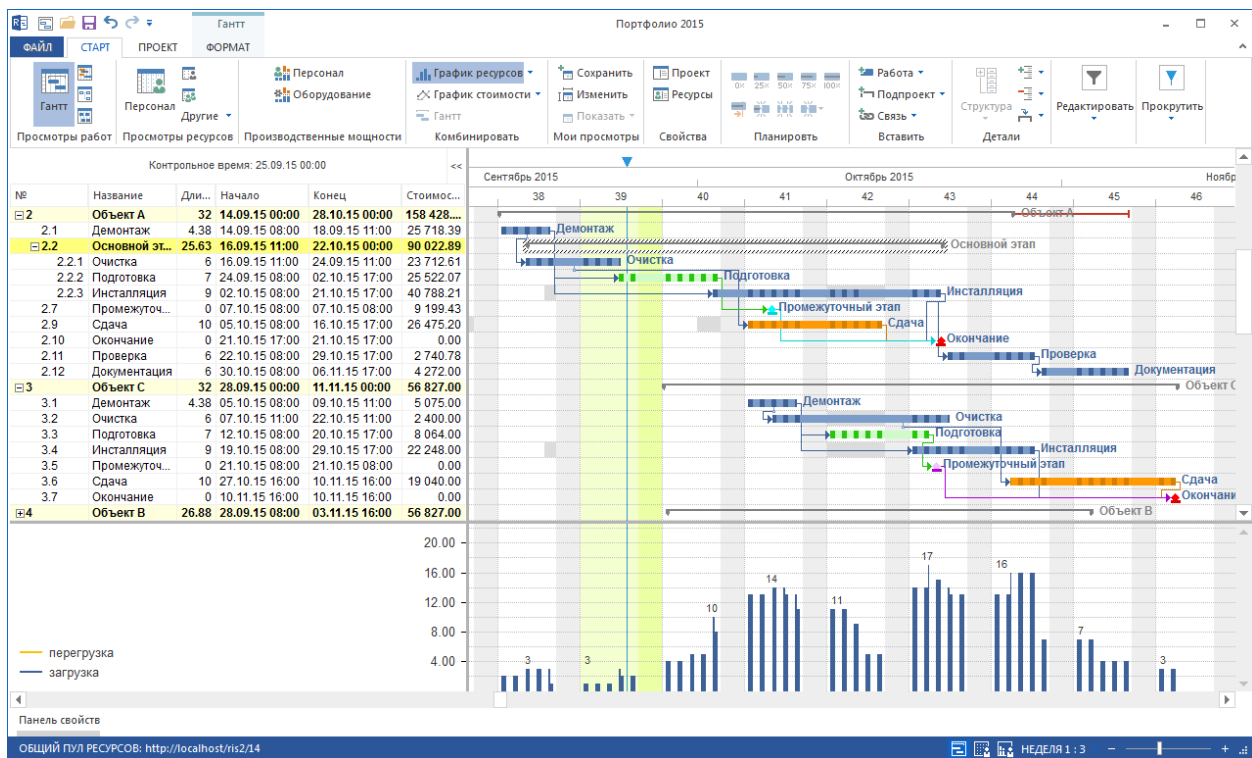 Гантт
Портфолио 2015
ФАЙЛ СТАРТ ПРОЕКТ ФОРМАТ
Гантт
Просмотры работ
Персонал
Другие
Просмотры ресурсов
Персонал
Оборудование
Производственные мощности
График ресурсов
График стоимости
Гантт
Комбинировать
Сохранить
Изменить
Показать
Мои просмотры
Проект
Ресурсы
Свойства
0× 25× 50× 75× 100×
Планировть
Работа
Подпроект
Связь
Вставить
Структура
Детали
Редактировать
Прокрутить
Контрольное время: 25.09.15 00:00 <<
№ Название Дли... Начало Конец Стоимос...
2 Объект A 32 14.09.15 00:00 28.10.15 00:00 158 428....
2.1 Демонтаж 4.38 14.09.15 08:00 18.09.15 11:00 25 718.39
2.2 Основной эт... 25.63 16.09.15 11:00 22.10.15 00:00 90 022.89
2.2.1 Очистка 6 16.09.15 11:00 24.09.15 11:00 23 712.61
2.2.2 Подготовка 7 24.09.15 08:00 02.10.15 17:00 25 522.07
2.2.3 Инсталляция 9 02.10.15 08:00 21.10.15 17:00 40 788.21
2.7 Промежуточ... 0 07.10.15 08:00 07.10.15 08:00 9 199.43
2.9 Сдача 10 05.10.15 08:00 16.10.15 17:00 26 475.20
2.10 Окончание 0 21.10.15 17:00 21.10.15 17:00 0.00
2.11 Проверка 6 22.10.15 08:00 29.10.15 17:00 2 740.78
2.12 Документация 6 30.10.15 08:00 06.11.15 17:00 4 272.00
3 Объект C 32 28.09.15 00:00 11.11.15 00:00 56 827.00
3.1 Демонтаж 4.38 05.10.15 08:00 09.10.15 11:00 5 075.00
3.2 Очистка 6 07.10.15 11:00 22.10.15 11:00 2 400.00
3.3 Подготовка 7 12.10.15 08:00 20.10.15 17:00 8 064.00
3.4 Инсталляция 9 19.10.15 08:00 29.10.15 17:00 22 248.00
3.5 Промежуточ... 0 21.10.15 08:00 21.10.15 08:00 0.00
3.6 Сдача 10 27.10.15 16:00 10.11.15 16:00 19 040.00
3.7 Окончание 0 10.11.15 16:00 10.11.15 16:00 0.00
4 Объект B 26.88 28.09.15 08:00 03.11.15 16:00 56 827.00
Сентябрь 2015 Октябрь 2015 Ноябр
38 39 40 41 42 43 44 45 46
Объект A
Демонтаж
Основной этап
Очистка
Подготовка
Инсталляция
Промежуточный этап
Сдача
Окончание
Проверка
Документация
Объект C
Демонтаж
Очистка
Подготовка
Инсталляция
Промежуточный этап
Сдача
Окончани
Объект B
20.00
16.00
12.00
8.00
4.00
перегрузка
загрузка
3 3 10 14 11 17 16 7 3
Панель свойств
ОБЩИЙ ПУЛ РЕСУРСОВ: http://localhost/ris2/14 НЕДЕЛЯ 1 : 3